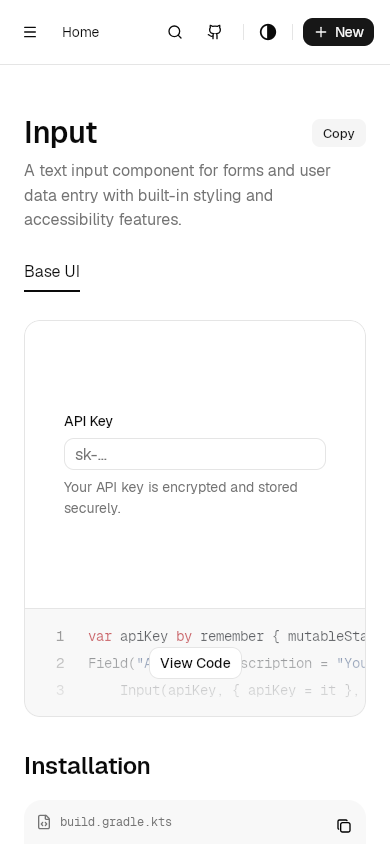 Home
New
Input
Copy
A text input component for forms and user
data entry with built-in styling and
accessibility features.
Base UI
API Key
sk-...
Your API key is encrypted and stored
securely.
1 var apiKey by remember { mutableSta
2 Field("A scription = "You
View Code
3 Input(apiKey, { apiKey = it },
Installation
build.gradle.kts